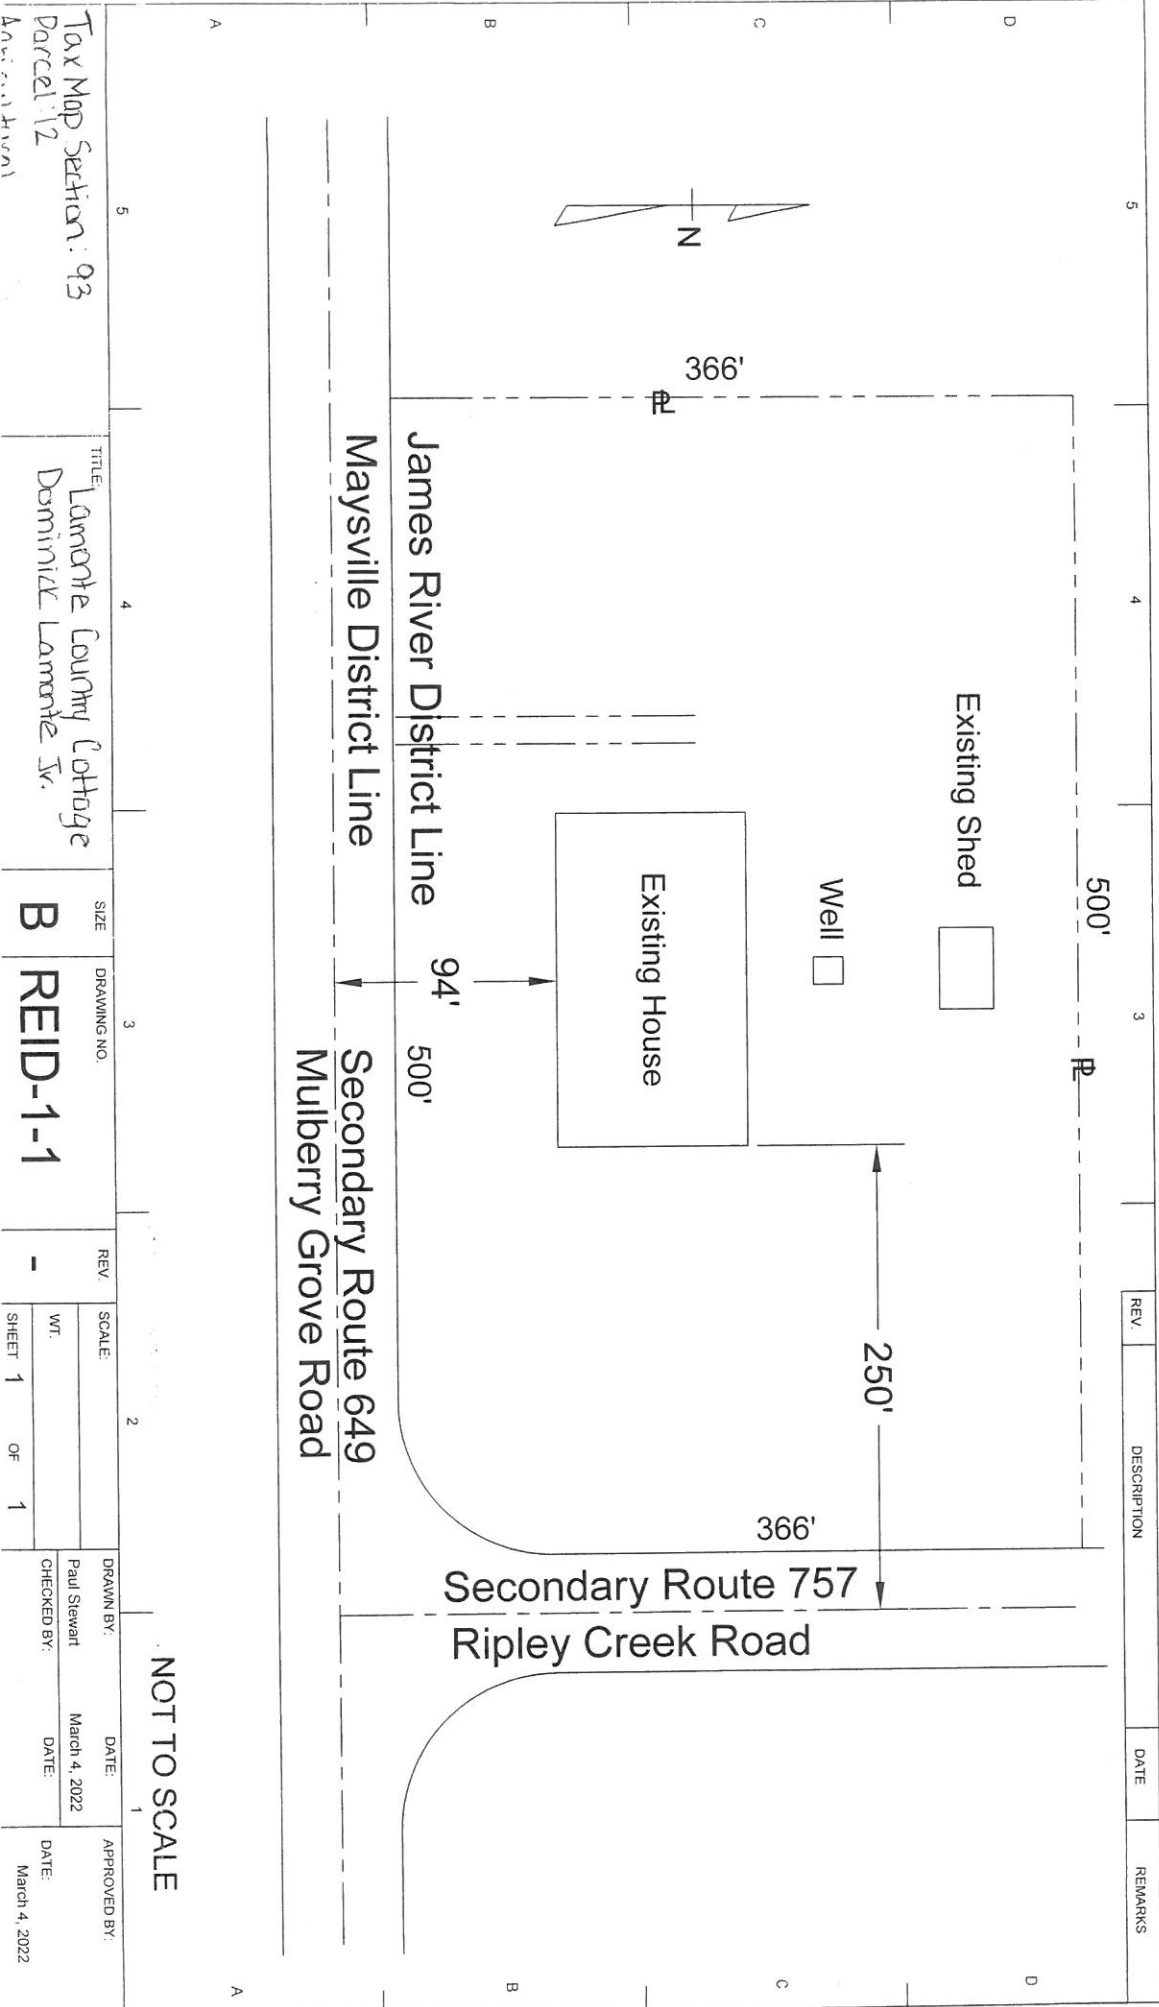 REV.
DESCRIPTION
DATE
REMARKS
5
4
3
D
C
B
A
D
C
B
A
N
366'
500'
Existing Shed
Well
Existing House
250'
366'
Secondary Route 757
Ripley Creek Road
94'
500'
James River District Line
Maysville District Line
Secondary Route 649
Mulberry Grove Road
NOT TO SCALE
5
4
3
2
1
Tax Map Section: 93
Parcel: 12
TITLE:
Lamonte Country Cottage
Dominick Lamonte Jr.
SIZE
B
DRAWING NO.
REID-1-1
REV.
-
SCALE:
WT.
SHEET 1 OF 1
DRAWN BY:
DATE:
Paul Stewart
March 4, 2022
CHECKED BY:
DATE:
APPROVED BY:
DATE:
March 4, 2022